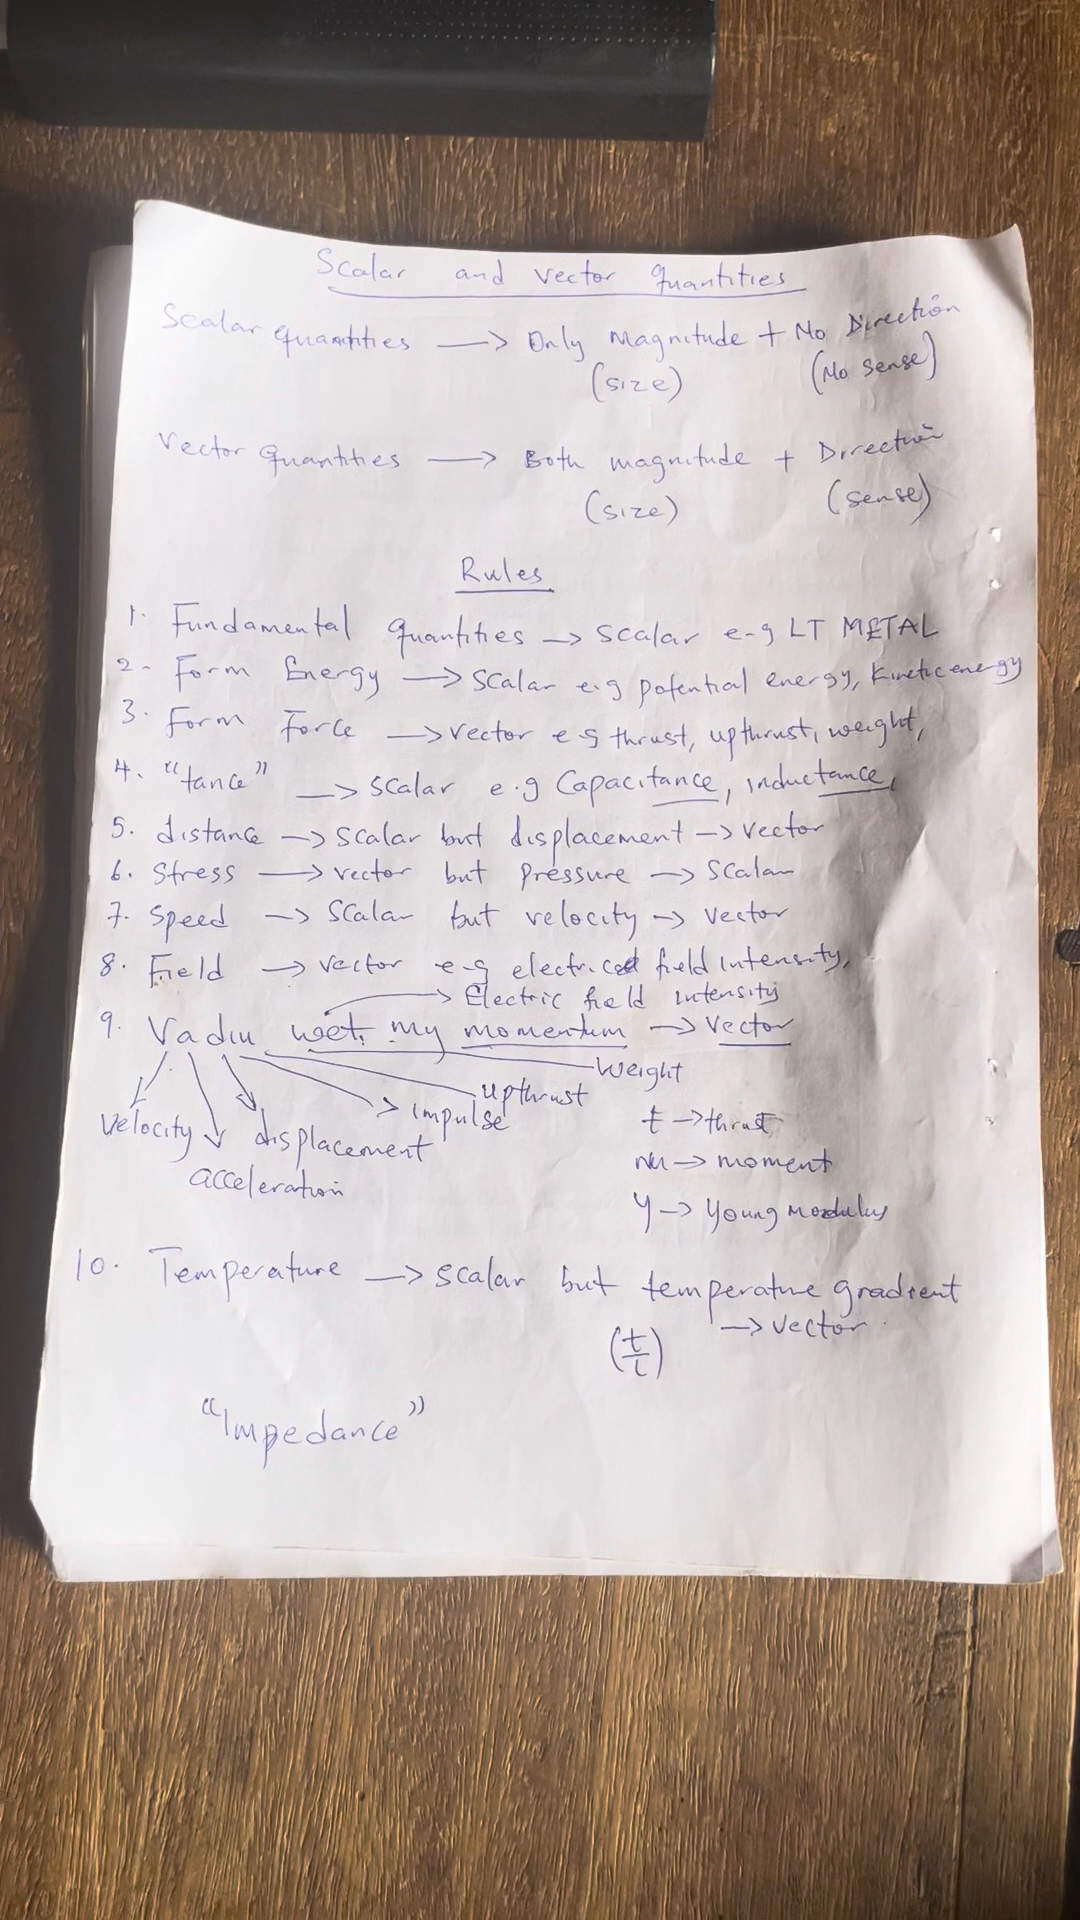 Scalar and vector quantities
Scalar quantities → Only Magnitude + No Direction
(size) (No sense)
Vector Quantities → Both magnitude + Direction
(size) (sense)
Rules
1. Fundamental quantities → scalar e-g LT METAL
2- Form Energy → scalar e.g potential energy, kinetic energy
3. Form Force → vector e g thrust, upthrust, weight,
4. "tance" → scalar e.g Capacitance, inductance,
5. distance → scalar but displacement → vector
6. Stress → vector but pressure → scalar
7. Speed → scalar but velocity → vector
8. Field → vector e-g electrical field intensity,
→ Electric field intensity
9. Vadiu wet my momentum → vector
Weight
upthrust
Velocity displacement impulse t → thrust
acceleration m → moment
y → young modulus
10. Temperature → scalar but temperature gradient
(t/l) → vector
"Impedance"